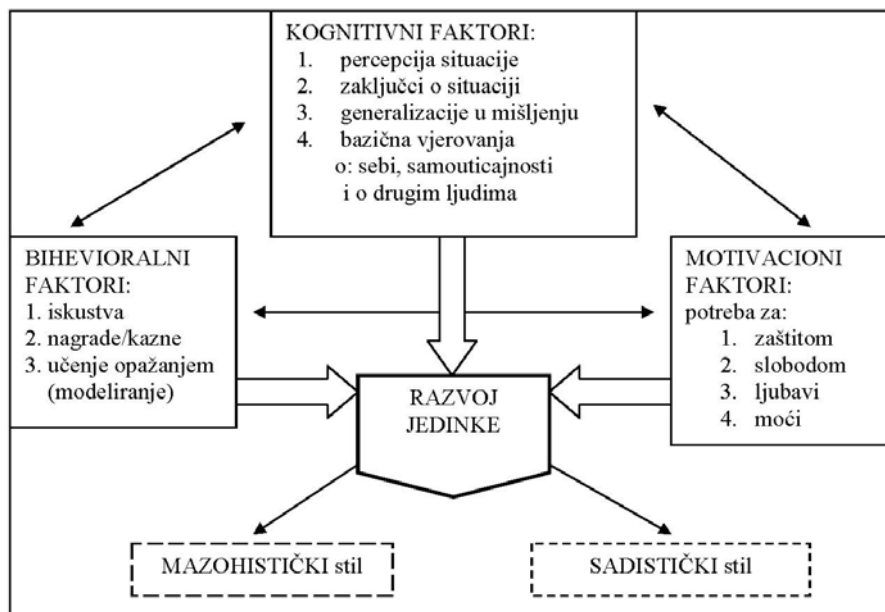 KOGNITIVNI FAKTORI:
1. percepcija situacije
2. zaključci o situaciji
3. generalizacije u mišljenju
4. bazična vjerovanja
o: sebi, samouticajnosti
i o drugim ljudima
BIHEVIORALNI
FAKTORI:
1. iskustva
2. nagrade/kazne
3. učenje opažanjem
(modeliranje)
MOTIVACIONI
FAKTORI:
potreba za:
1. zaštitom
2. slobodom
3. ljubavi
4. moći
RAZVOJ
JEDINKE
MAZOHISTIČKI stil
SADISTIČKI stil